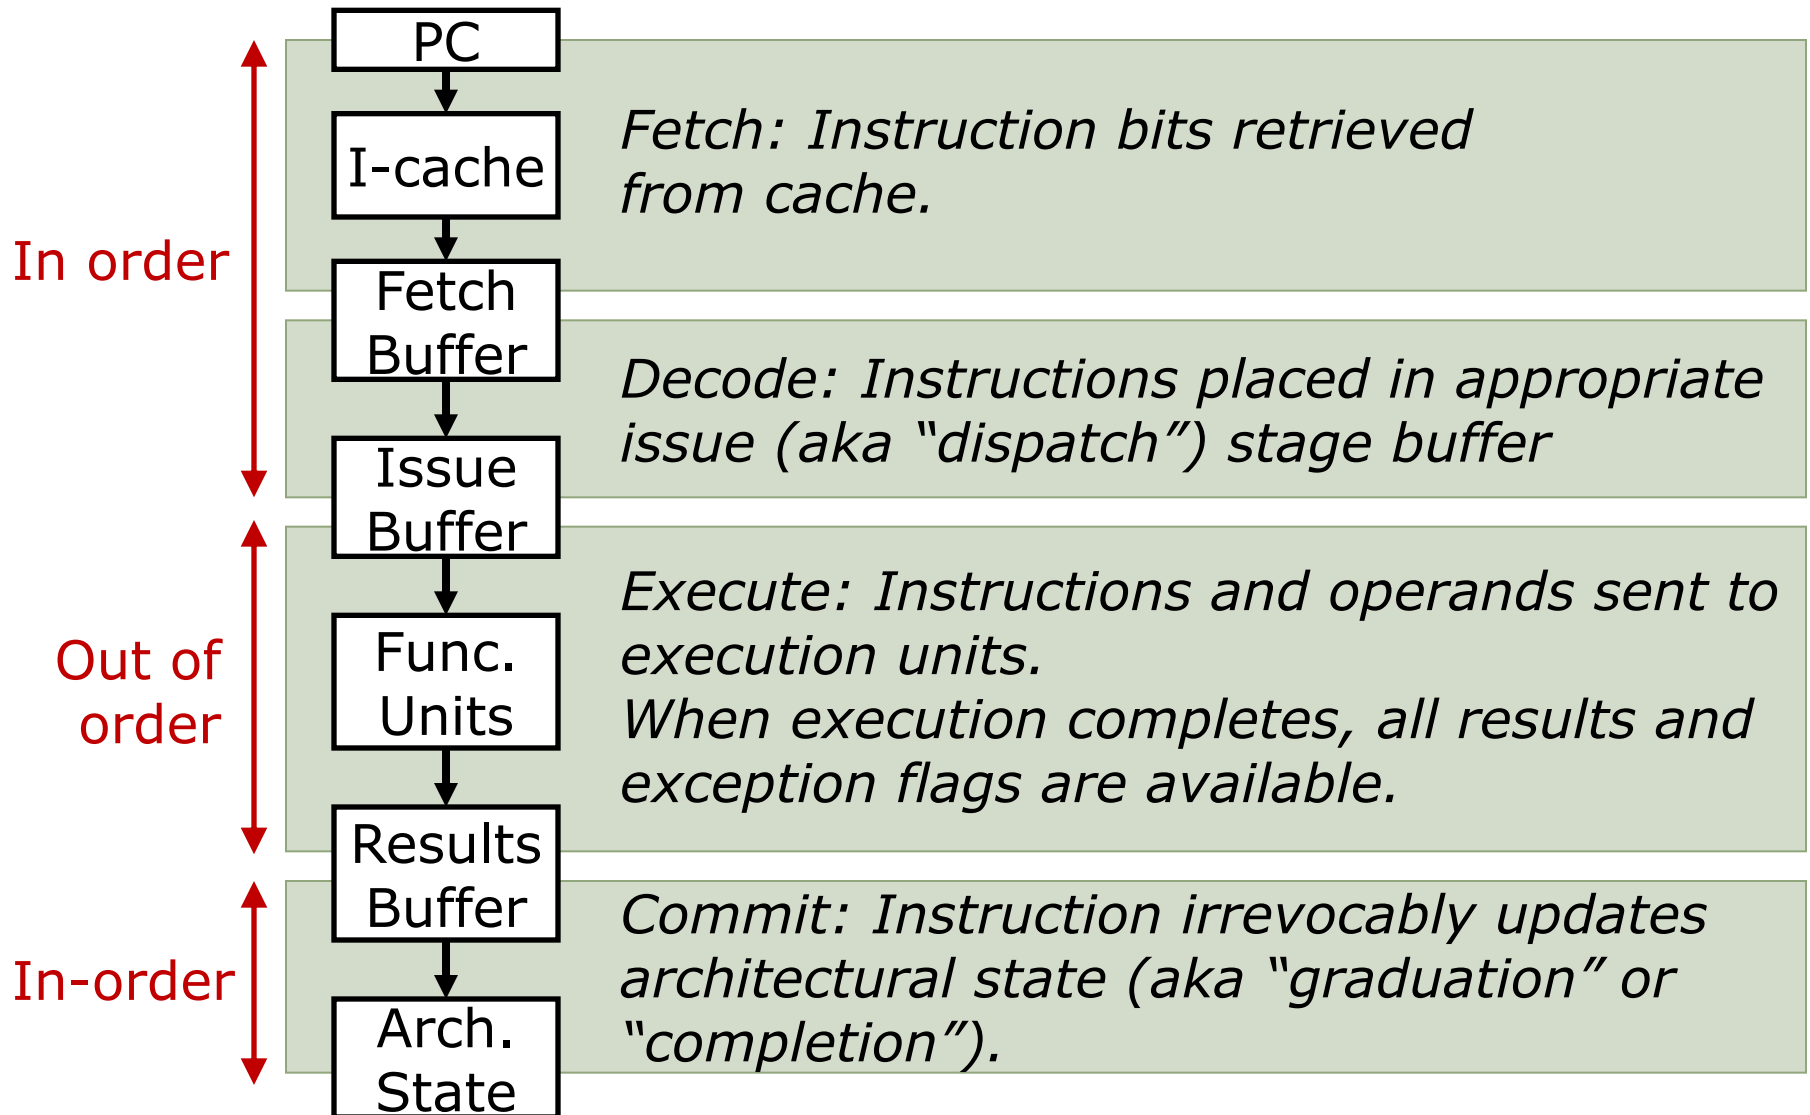 PC
I-cache
Fetch: Instruction bits retrieved
from cache.
In order
Fetch
Buffer
Decode: Instructions placed in appropriate
issue (aka “dispatch”) stage buffer
Issue
Buffer
Out of
order
Func.
Units
Execute: Instructions and operands sent to
execution units.
When execution completes, all results and
exception flags are available.
Results
Buffer
In-order
Commit: Instruction irrevocably updates
architectural state (aka “graduation” or
“completion”).
Arch.
State